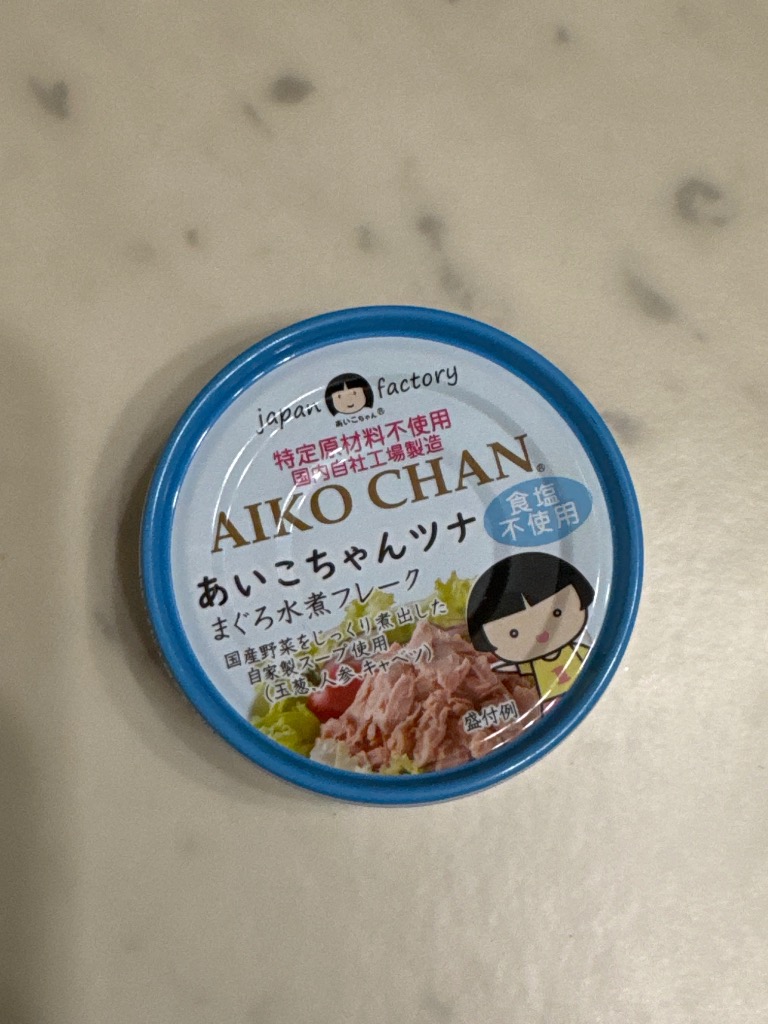 japan factory
あいこちゃん®
特定原材料不使用
国内自社工場製造
AIKO CHAN®
食塩
不使用
あいこちゃんツナ
まぐろ水煮フレーク
国産野菜をじっくり煮出した
自家製スープ使用
(玉葱、人参、キャベツ)
盛付例